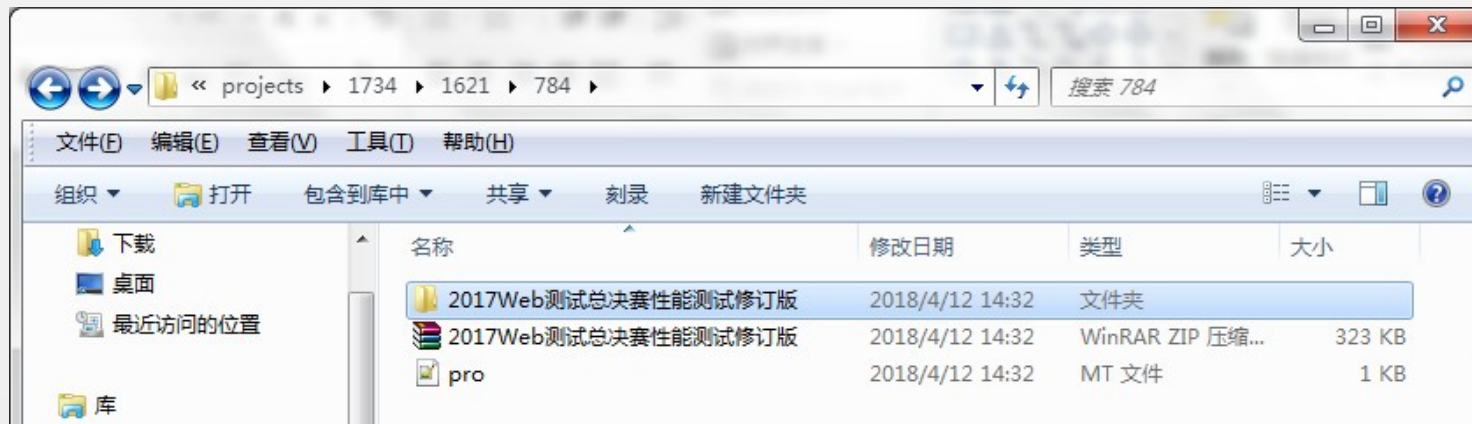 « projects ▸ 1734 ▸ 1621 ▸ 784 ▸ 搜索 784
文件(F) 编辑(E) 查看(V) 工具(T) 帮助(H)
组织 打开 包含到库中 共享 刻录 新建文件夹
下载
桌面
最近访问的位置
库
名称 修改日期 类型 大小
2017Web测试总决赛性能测试修订版 2018/4/12 14:32 文件夹
2017Web测试总决赛性能测试修订版 2018/4/12 14:32 WinRAR ZIP 压缩... 323 KB
pro 2018/4/12 14:32 MT 文件 1 KB